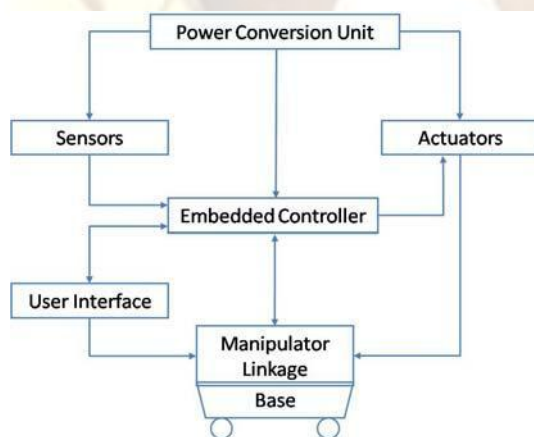 Power Conversion Unit
Sensors
Actuators
Embedded Controller
User Interface
Manipulator
Linkage
Base